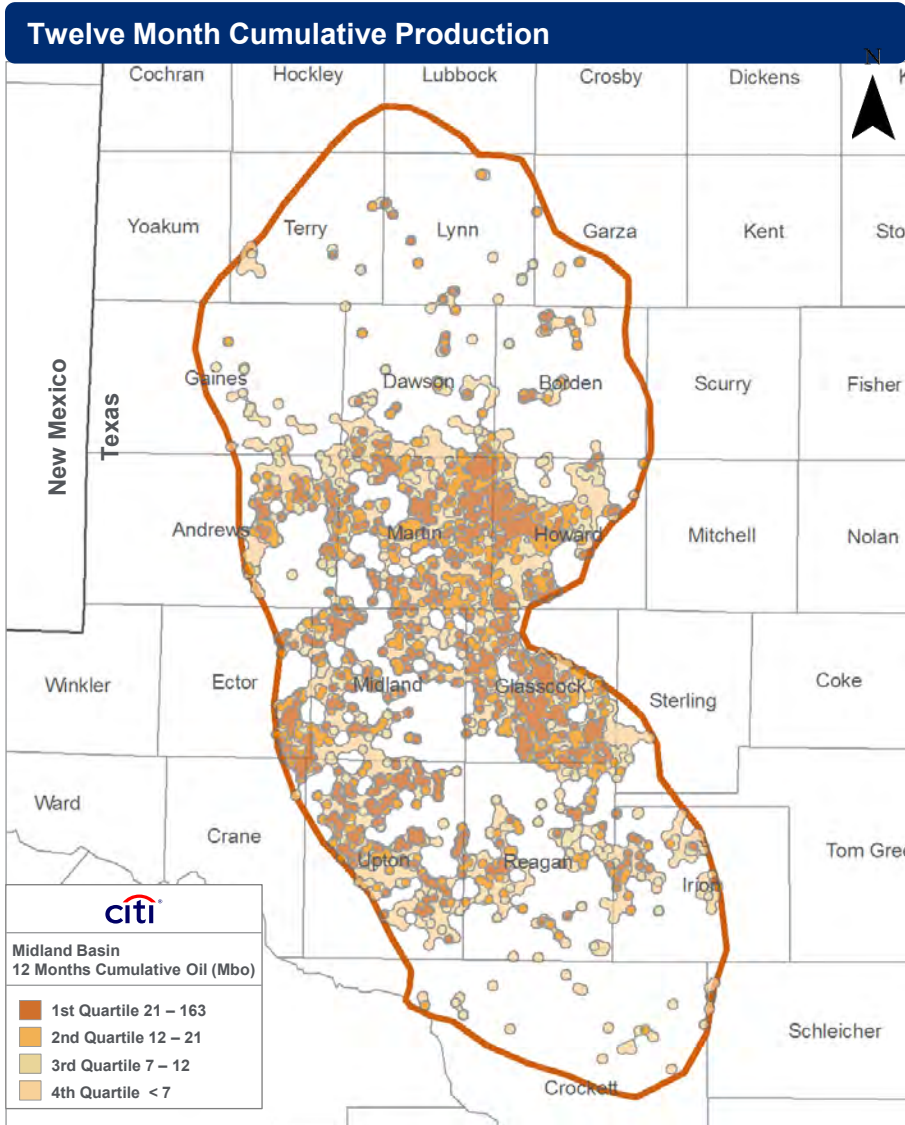 Twelve Month Cumulative Production
N
Cochran Hockley Lubbock Crosby Dickens
Yoakum Terry Lynn Garza Kent Sto
Gaines Dawson Borden Scurry Fisher
New Mexico
Texas
Andrews Martin Howard Mitchell Nolan
Winkler Ector Midland Glasscock Sterling Coke
Ward Crane Upton Reagan Irion Tom Gree
citi®
Midland Basin
12 Months Cumulative Oil (Mbo)
1st Quartile 21 – 163
2nd Quartile 12 – 21
3rd Quartile 7 – 12
4th Quartile < 7
Schleicher
Crockett